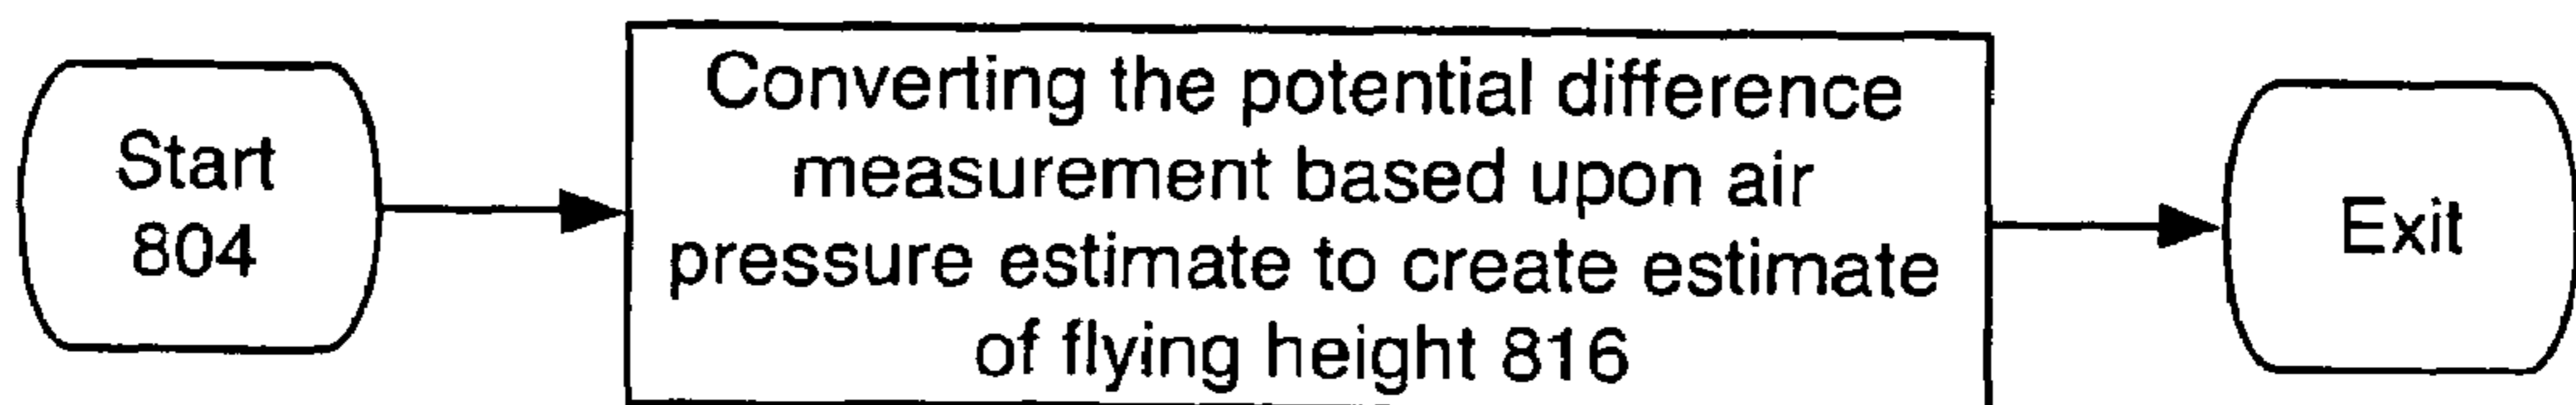 Start
804
Converting the potential difference
measurement based upon air
pressure estimate to create estimate
of flying height 816
Exit